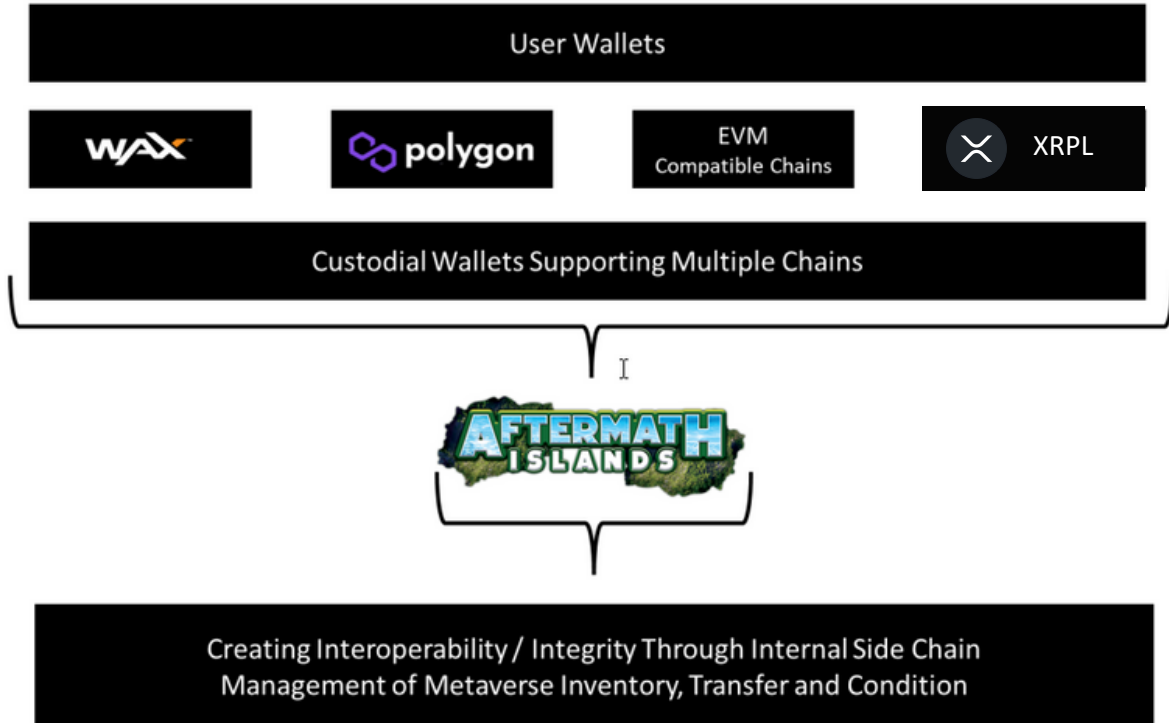 User Wallets
WAX
polygon
EVM
Compatible Chains
XRPL
Custodial Wallets Supporting Multiple Chains
AFTERMATH
ISLANDS
Creating Interoperability / Integrity Through Internal Side Chain
Management of Metaverse Inventory, Transfer and Condition